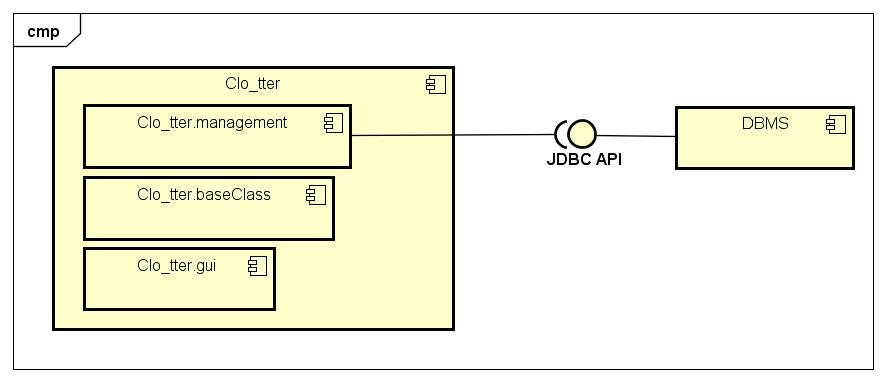 cmp
Clo_tter
Clo_tter.management
DBMS
JDBC API
Clo_tter.baseClass
Clo_tter.gui